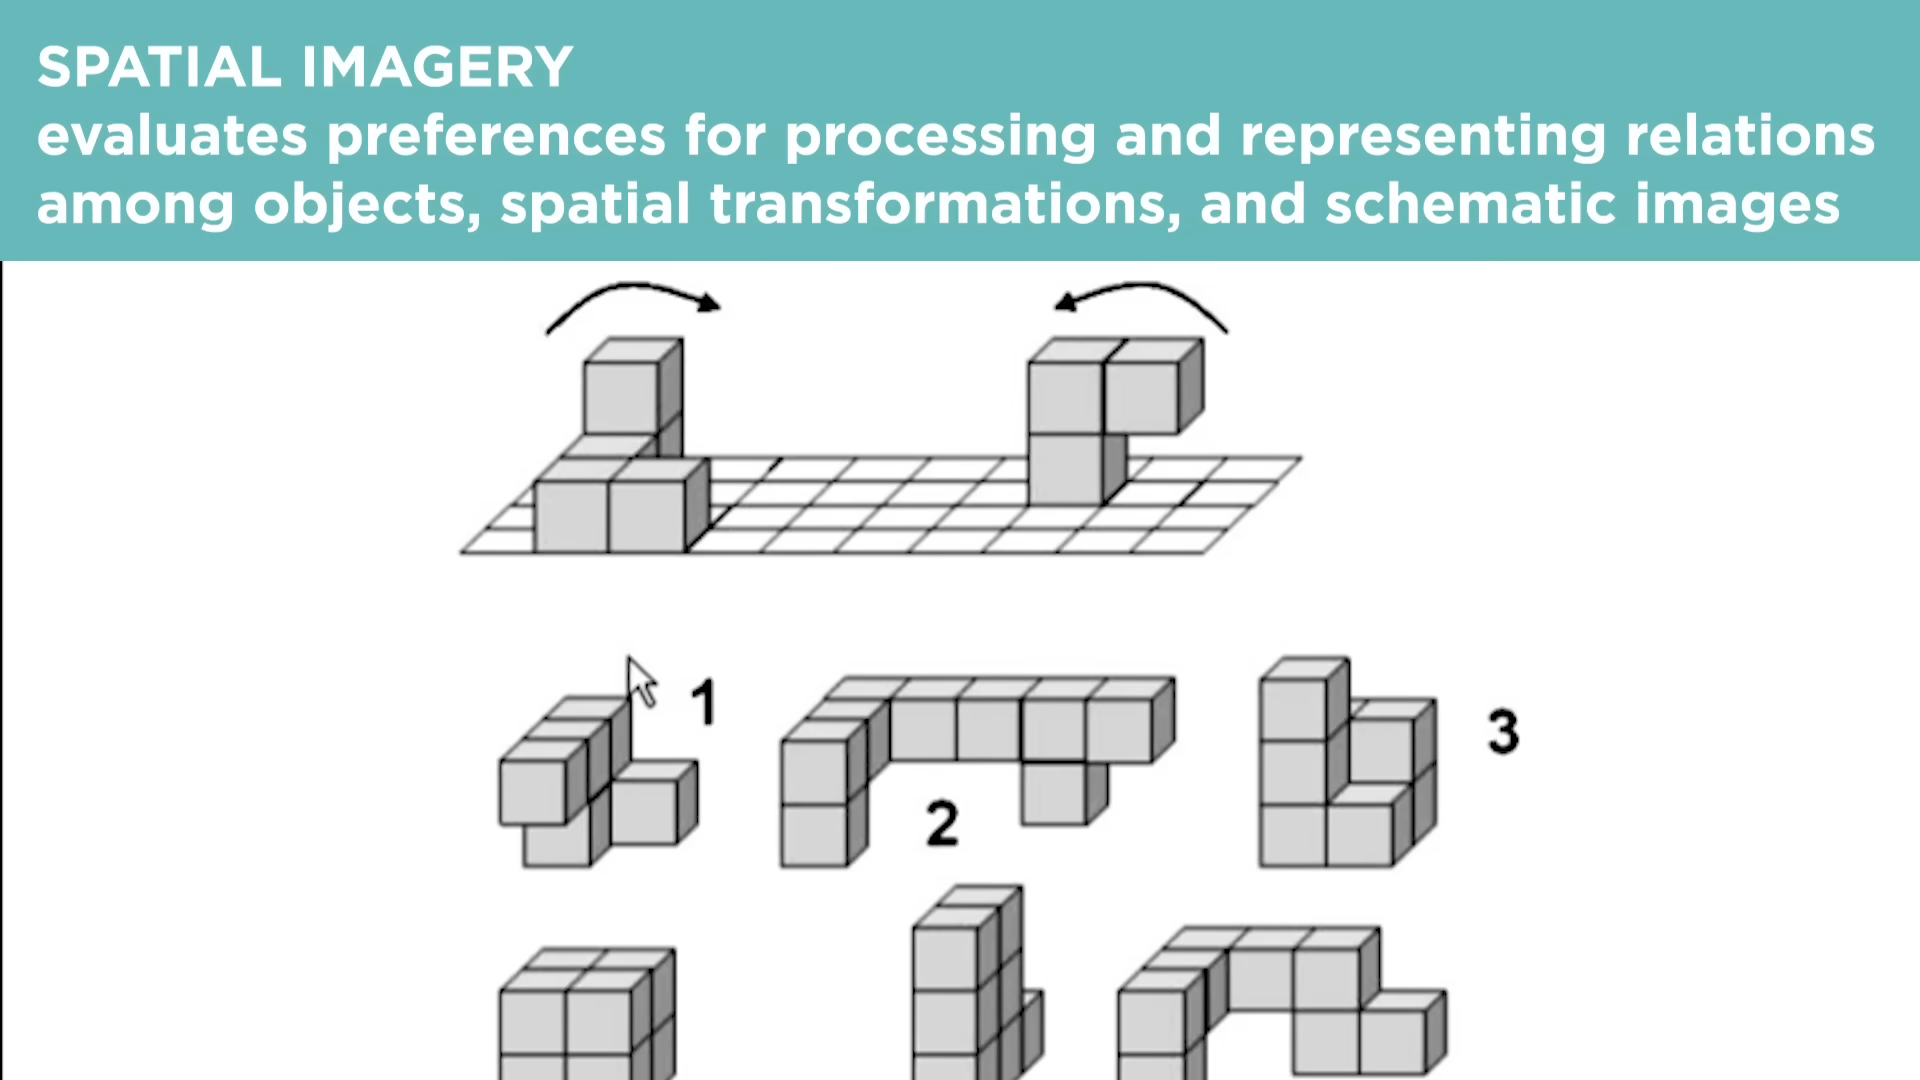 SPATIAL IMAGERY
evaluates preferences for processing and representing relations
among objects, spatial transformations, and schematic images
1
2
3